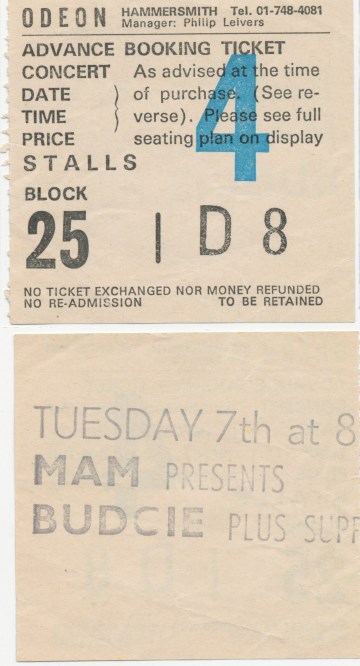 ODEON HAMMERSMITH Tel. 01-748-4081
Manager: Philip Leivers
ADVANCE BOOKING TICKET
CONCERT As advised at the time
DATE of purchase. (See re-
TIME verse). Please see full
PRICE seating plan on display
4
STALLS
BLOCK
25 | D 8
NO TICKET EXCHANGED NOR MONEY REFUNDED
NO RE-ADMISSION TO BE RETAINED
TUESDAY 7th at 8
MAM PRESENTS
BUDGIE PLUS SUPP